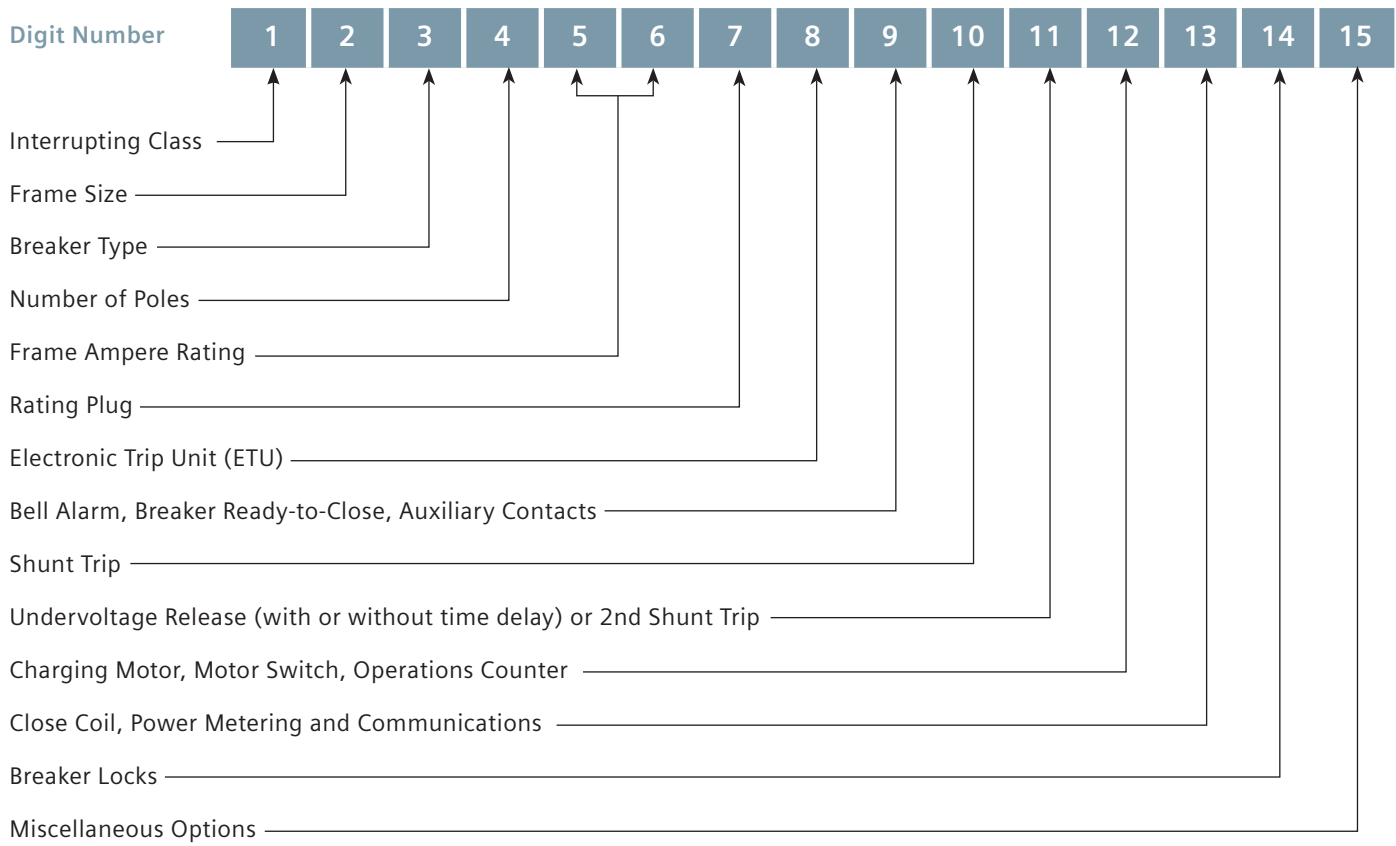 Digit Number 1 2 3 4 5 6 7 8 9 10 11 12 13 14 15
Interrupting Class
Frame Size
Breaker Type
Number of Poles
Frame Ampere Rating
Rating Plug
Electronic Trip Unit (ETU)
Bell Alarm, Breaker Ready-to-Close, Auxiliary Contacts
Shunt Trip
Undervoltage Release (with or without time delay) or 2nd Shunt Trip
Charging Motor, Motor Switch, Operations Counter
Close Coil, Power Metering and Communications
Breaker Locks
Miscellaneous Options